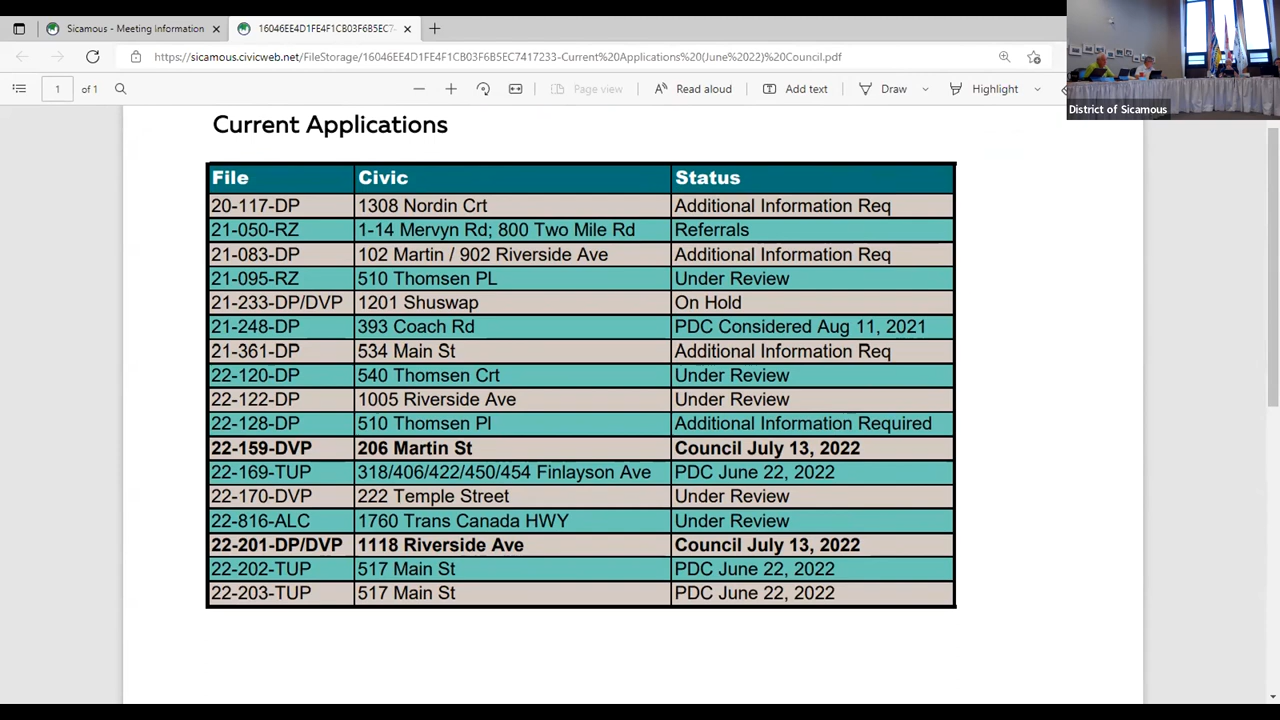 Sicamous - Meeting Information
16046EE4D1FE4F1CB03F6B5EC7
https://sicamous.civicweb.net/FileStorage/16046EE4D1FE4F1CB03F6B5EC7417233-Current%20Applications%20(June%2022)%20Council.pdf
1 of 1 Page view Read aloud Add text Draw Highlight
District of Sicamous
Current Applications
File Civic Status
20-117-DP 1308 Nordin Crt Additional Information Req
21-050-RZ 1-14 Mervyn Rd; 800 Two Mile Rd Referrals
21-083-DP 102 Martin / 902 Riverside Ave Additional Information Req
21-095-RZ 510 Thomsen PL Under Review
21-233-DP/DVP 1201 Shuswap On Hold
21-248-DP 393 Coach Rd PDC Considered Aug 11, 2021
21-361-DP 534 Main St Additional Information Req
22-120-DP 540 Thomsen Crt Under Review
22-122-DP 1005 Riverside Ave Under Review
22-128-DP 510 Thomsen Pl Additional Information Required
22-159-DVP 206 Martin St Council July 13, 2022
22-169-TUP 318/406/422/450/454 Finlayson Ave PDC June 22, 2022
22-170-DVP 222 Temple Street Under Review
22-816-ALC 1760 Trans Canada HWY Under Review
22-201-DP/DVP 1118 Riverside Ave Council July 13, 2022
22-202-TUP 517 Main St PDC June 22, 2022
22-203-TUP 517 Main St PDC June 22, 2022